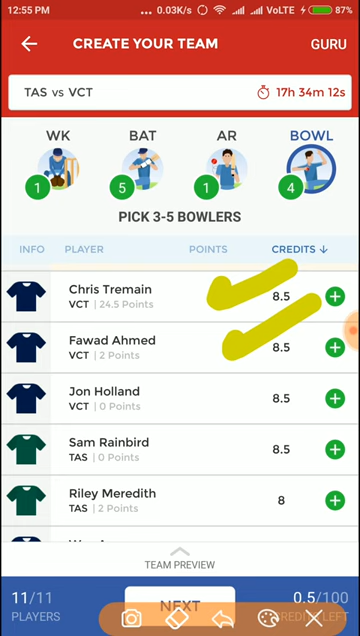 12:55 PM ... 0.03K/s VoLTE 87%
CREATE YOUR TEAM GURU
TAS vs VCT 17h 34m 12s
WK BAT AR BOWL
1 5 1 4
PICK 3-5 BOWLERS
INFO PLAYER POINTS CREDITS ↓
Chris Tremain
VCT | 24.5 Points 8.5
Fawad Ahmed
VCT | 2 Points 8.5
Jon Holland
VCT | 0 Points 8.5
Sam Rainbird
TAS | 0 Points 8.5
Riley Meredith
TAS | 2 Points 8
TEAM PREVIEW
11/11 NEXT 0.5/100
PLAYERS LEFT